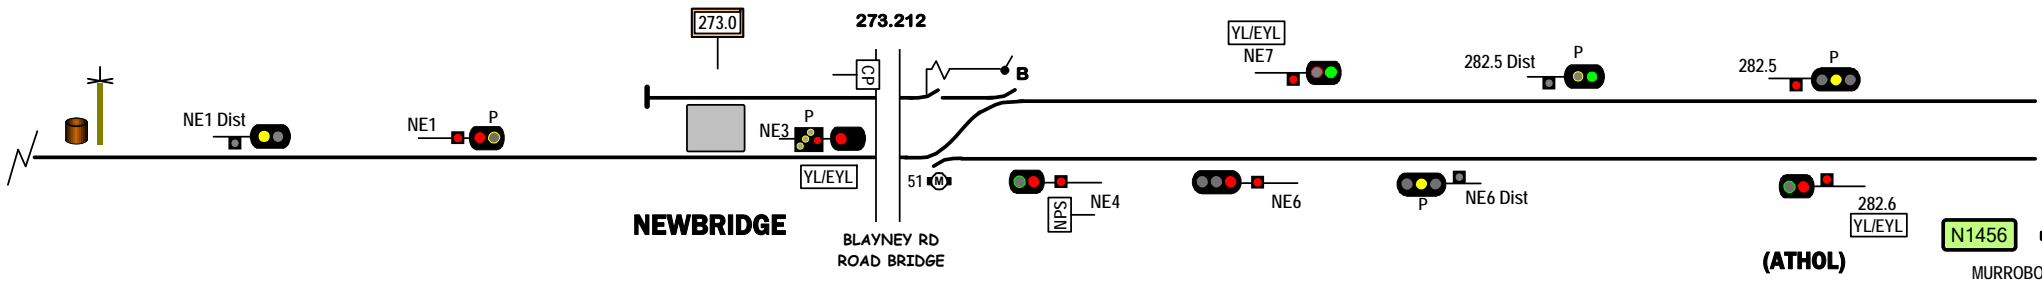 273.0
273.212
YL/EYL
NE7
282.5 Dist
P
282.5
P
CP
B
NE1 Dist
NE1
P
NE3
P
YL/EYL
51
M
NPS
NE4
NE6
P
NE6 Dist
282.6
YL/EYL
NEWBRIDGE
BLAYNEY RD
ROAD BRIDGE
(ATHOL)
N1456
MURROBO